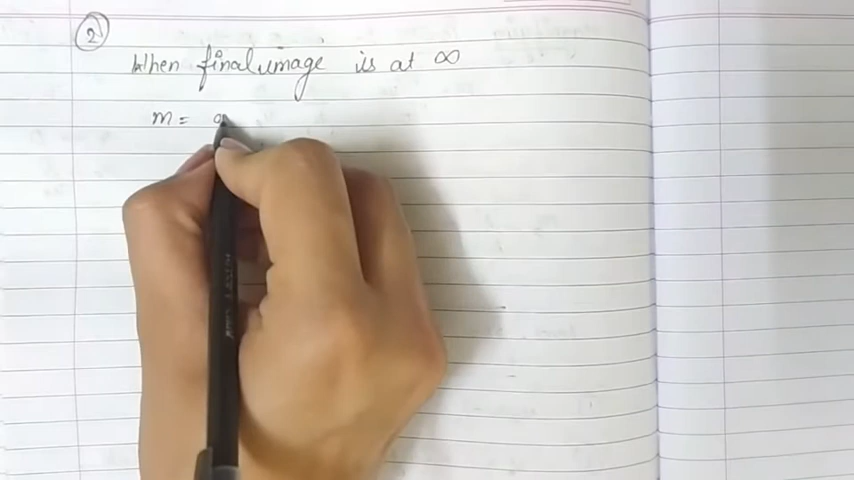 2
When final image is at ∞
m =